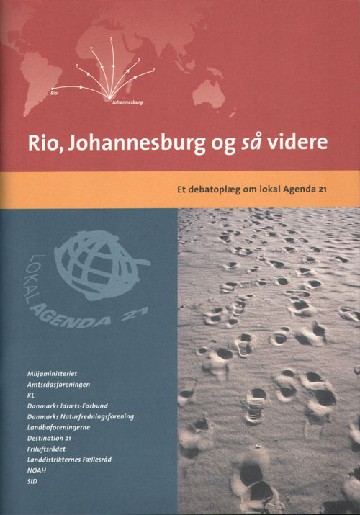 Rio
Johannesburg
Rio, Johannesburg og så videre
Et debatoplæg om lokal Agenda 21
LOKAL AGENDA 21
Miljøministeriet
Amtsrådsforeningen
KL
Danmarks Idræts-Forbund
Danmarks Naturfredningsforening
Landboforeningerne
Destination 21
Friluftsrådet
Landdistrikternes Fællesråd
NOAH
SID